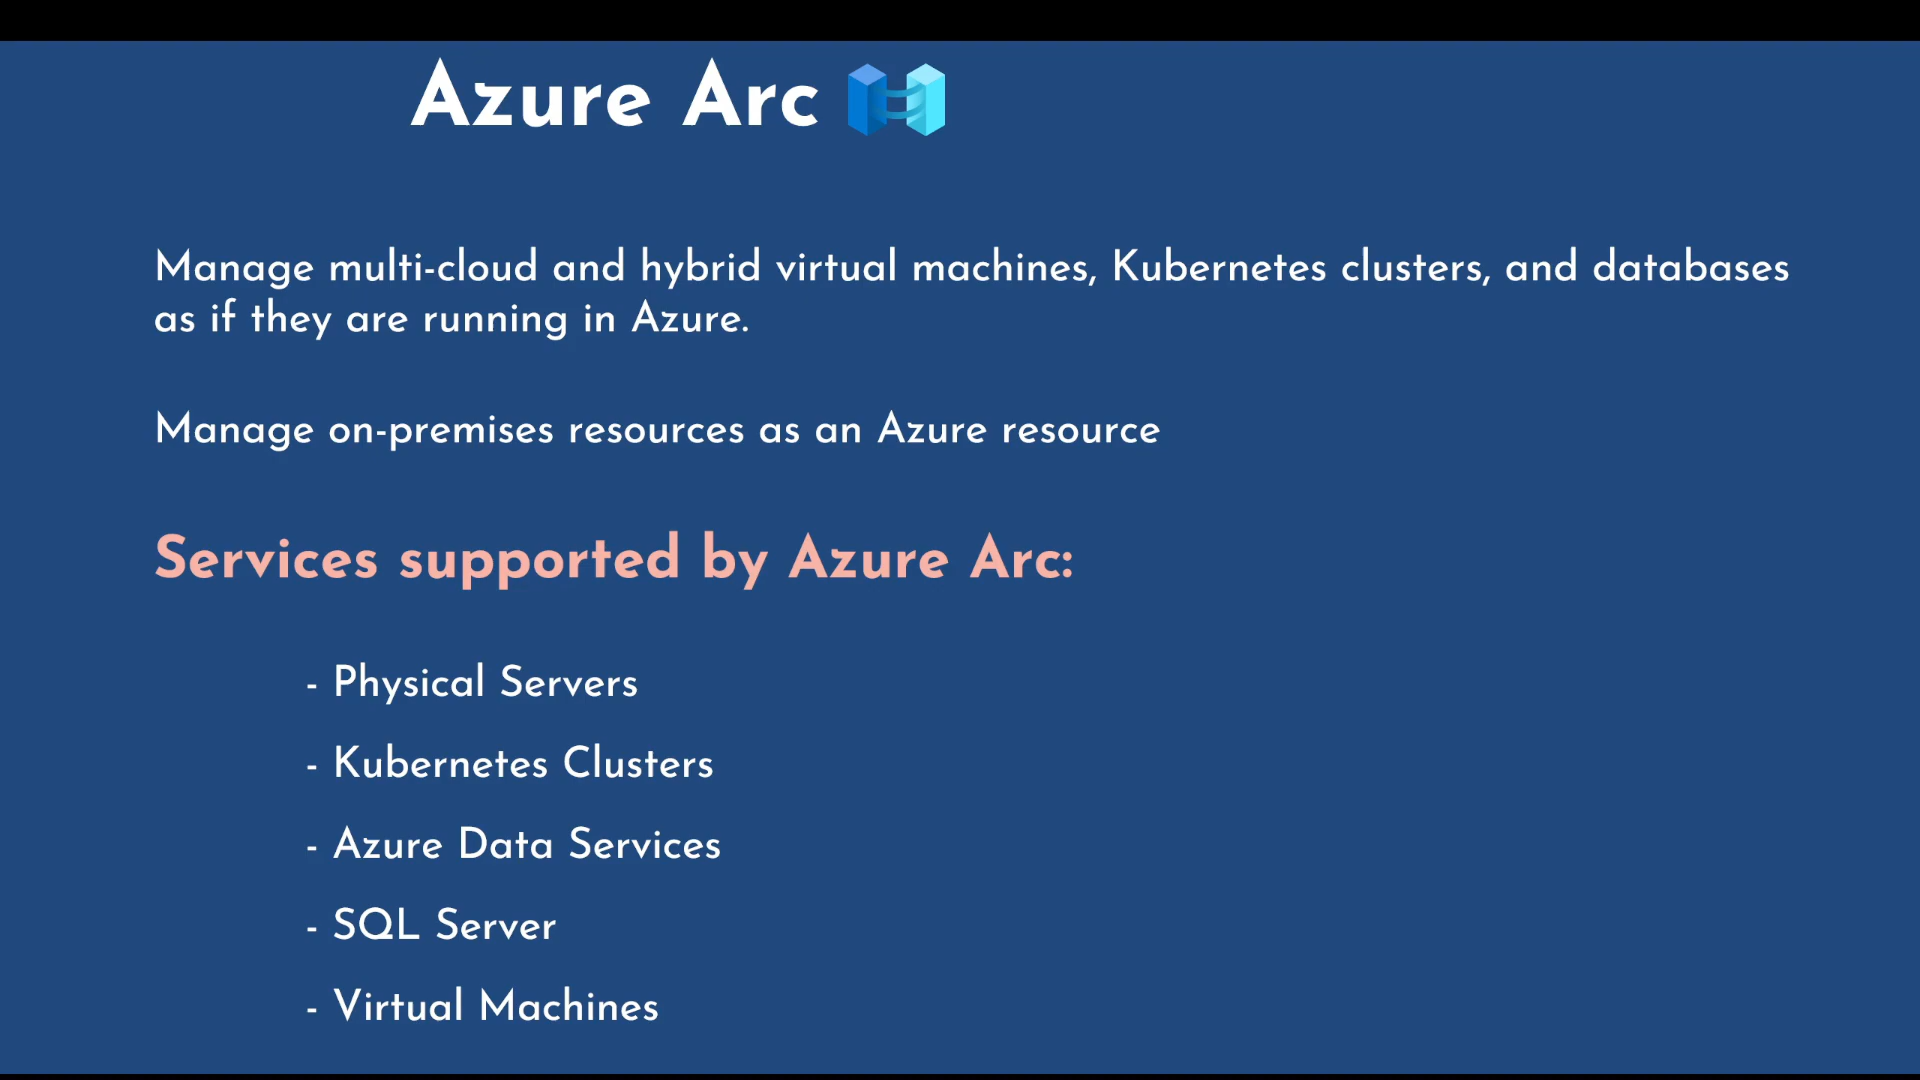 Azure Arc
Manage multi-cloud and hybrid virtual machines, Kubernetes clusters, and databases
as if they are running in Azure.
Manage on-premises resources as an Azure resource
Services supported by Azure Arc:
- Physical Servers
- Kubernetes Clusters
- Azure Data Services
- SQL Server
- Virtual Machines